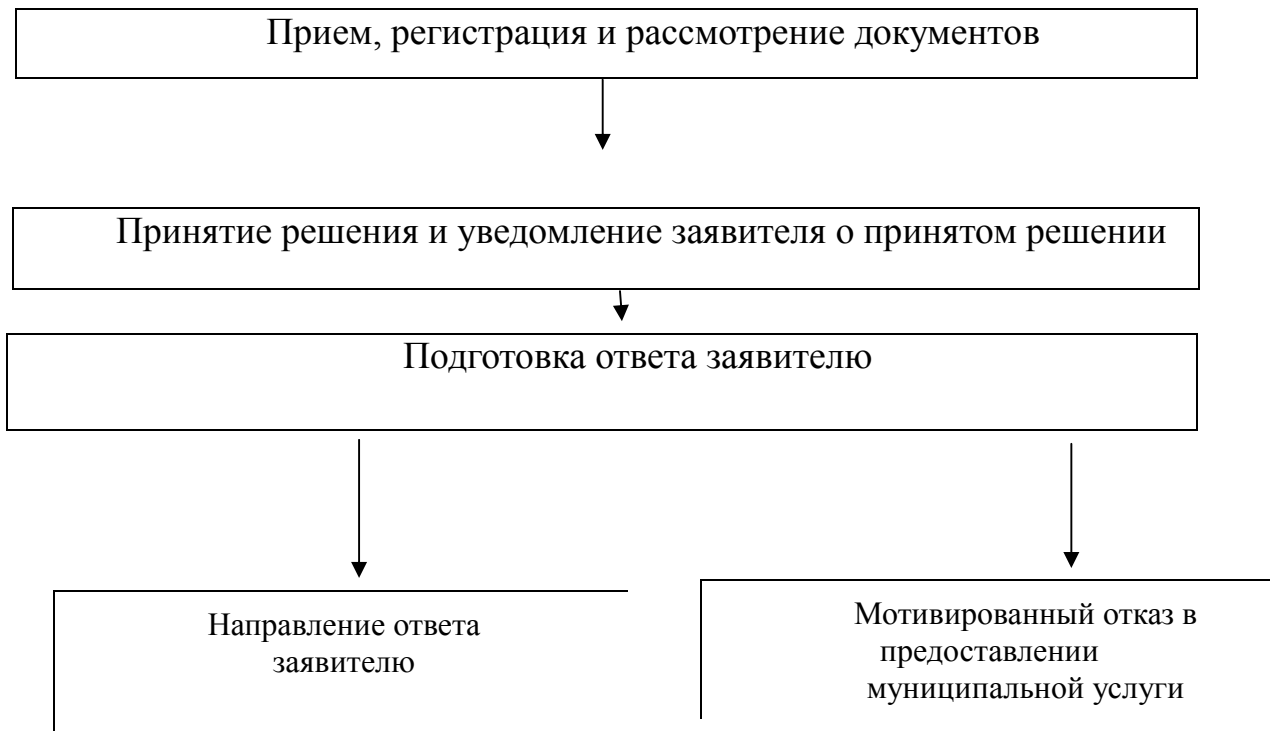 Прием, регистрация и рассмотрение документов
Принятие решения и уведомление заявителя о принятом решении
Подготовка ответа заявителю
Направление ответа
заявителю
Мотивированный отказ в
предоставлении
муниципальной услуги